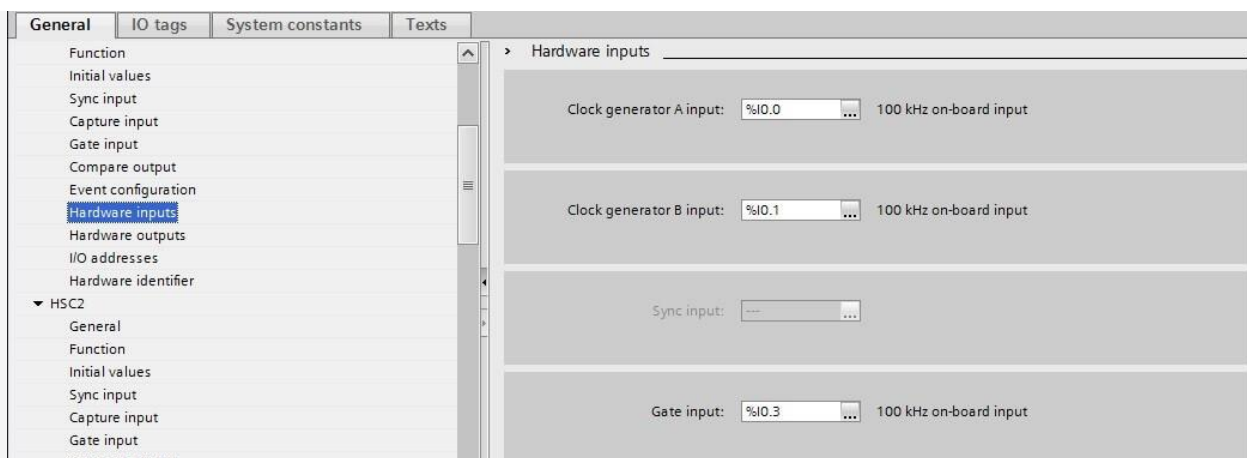 General IO tags System constants Texts
Function
Initial values
Sync input
Capture input
Gate input
Compare output
Event configuration
Hardware inputs
Hardware outputs
I/O addresses
Hardware identifier
HSC2
General
Function
Initial values
Sync input
Capture input
Gate input
Hardware inputs
Clock generator A input: %I0.0 ... 100 kHz on-board input
Clock generator B input: %I0.1 ... 100 kHz on-board input
Sync input: --- ...
Gate input: %I0.3 ... 100 kHz on-board input